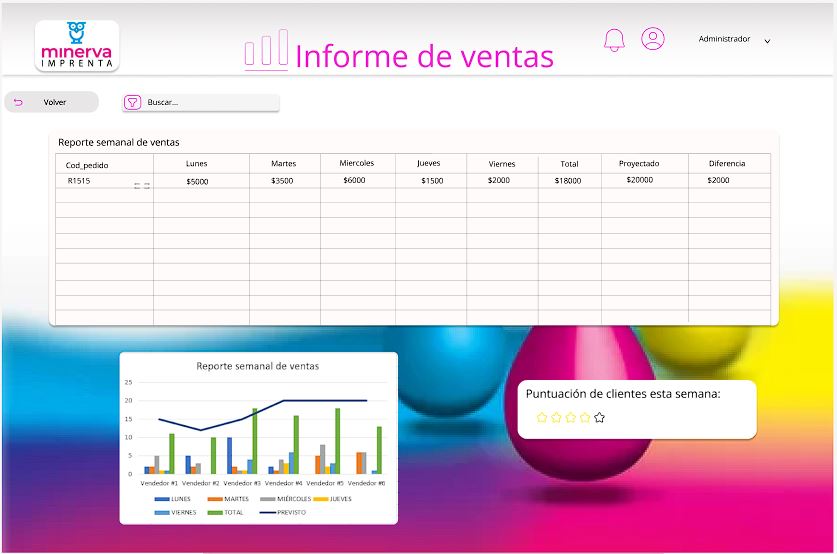 minerva
IMPRENTA
Informe de ventas
Administrador
Volver
Buscar...
Reporte semanal de ventas
Cod_pedido Lunes Martes Miercoles Jueves Viernes Total Proyectado Diferencia
R1515 $5000 $3500 $6000 $1500 $2000 $18000 $20000 $2000
Reporte semanal de ventas
25
20
15
10
5
0
Vendedor #1 Vendedor #2 Vendedor #3 Vendedor #4 Vendedor #5 Vendedor #6
LUNES MARTES MIÉRCOLES JUEVES
VIERNES TOTAL PREVISTO
Puntuación de clientes esta semana: